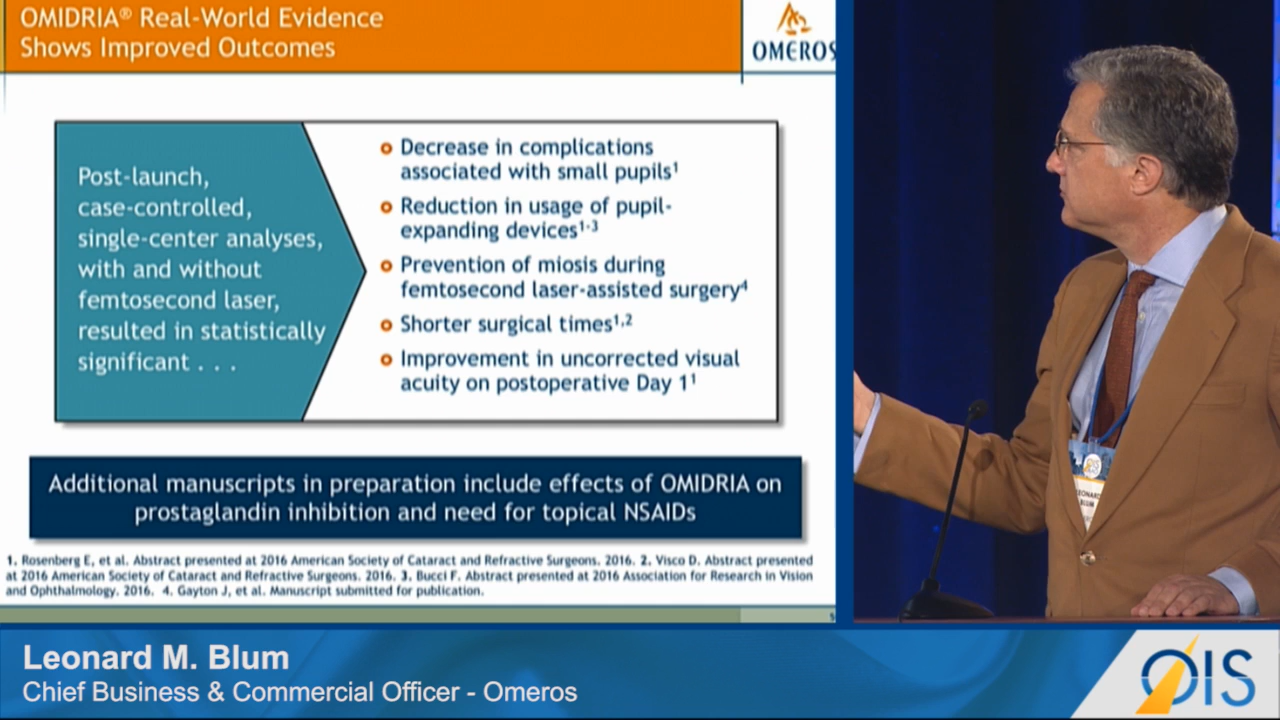 OMIDRIA® Real-World Evidence
Shows Improved Outcomes
OMEROS
Post-launch,
case-controlled,
single-center analyses,
with and without
femtosecond laser,
resulted in statistically
significant . . .
Decrease in complications
associated with small pupils¹
Reduction in usage of pupil-
expanding devices¹⁻³
Prevention of miosis during
femtosecond laser-assisted surgery⁴
Shorter surgical times¹,²
Improvement in uncorrected visual
acuity on postoperative Day 1¹
Additional manuscripts in preparation include effects of OMIDRIA on
prostaglandin inhibition and need for topical NSAIDs
1. Rosenberg E, et al. Abstract presented at 2016 American Society of Cataract and Refractive Surgeons. 2016. 2. Visco D. Abstract presented
at 2016 American Society of Cataract and Refractive Surgeons. 2016. 3. Bucci F. Abstract presented at 2016 Association for Research in Vision
and Ophthalmology. 2016. 4. Gayton J, et al. Manuscript submitted for publication.
OIS
LEONARD
BLUM
Leonard M. Blum
Chief Business & Commercial Officer - Omeros
OIS